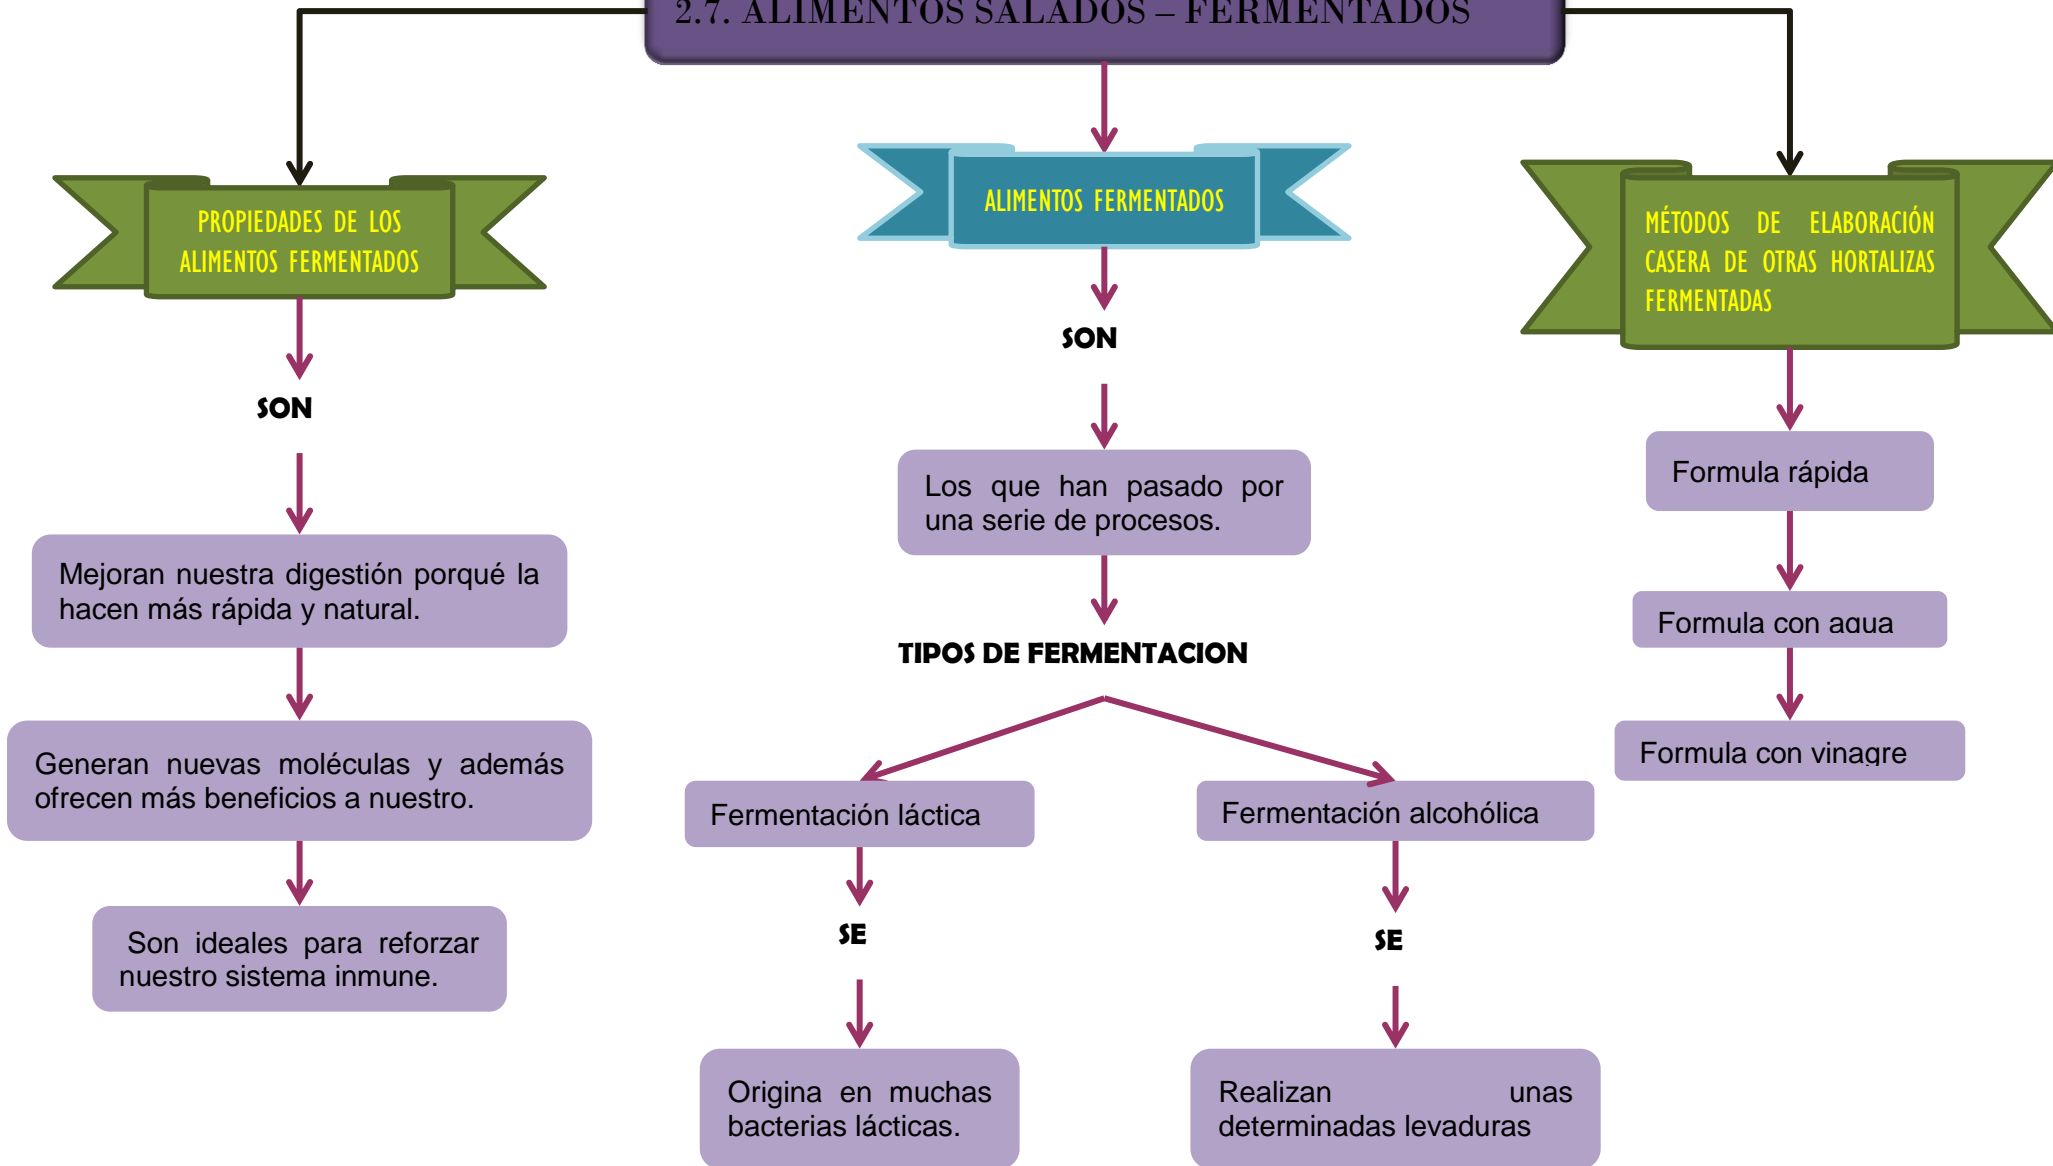 2.7. ALIMENTOS SALADOS – FERMENTADOS
PROPIEDADES DE LOS
ALIMENTOS FERMENTADOS
SON
Mejoran nuestra digestión porqué la
hacen más rápida y natural.
Generan nuevas moléculas y además
ofrecen más beneficios a nuestro.
Son ideales para reforzar
nuestro sistema inmune.
ALIMENTOS FERMENTADOS
SON
Los que han pasado por
una serie de procesos.
TIPOS DE FERMENTACION
Fermentación láctica
SE
Origina en muchas
bacterias lácticas.
Fermentación alcohólica
SE
Realizan unas
determinadas levaduras
MÉTODOS DE ELABORACIÓN
CASERA DE OTRAS HORTALIZAS
FERMENTADAS
Formula rápida
Formula con agua
Formula con vinagre